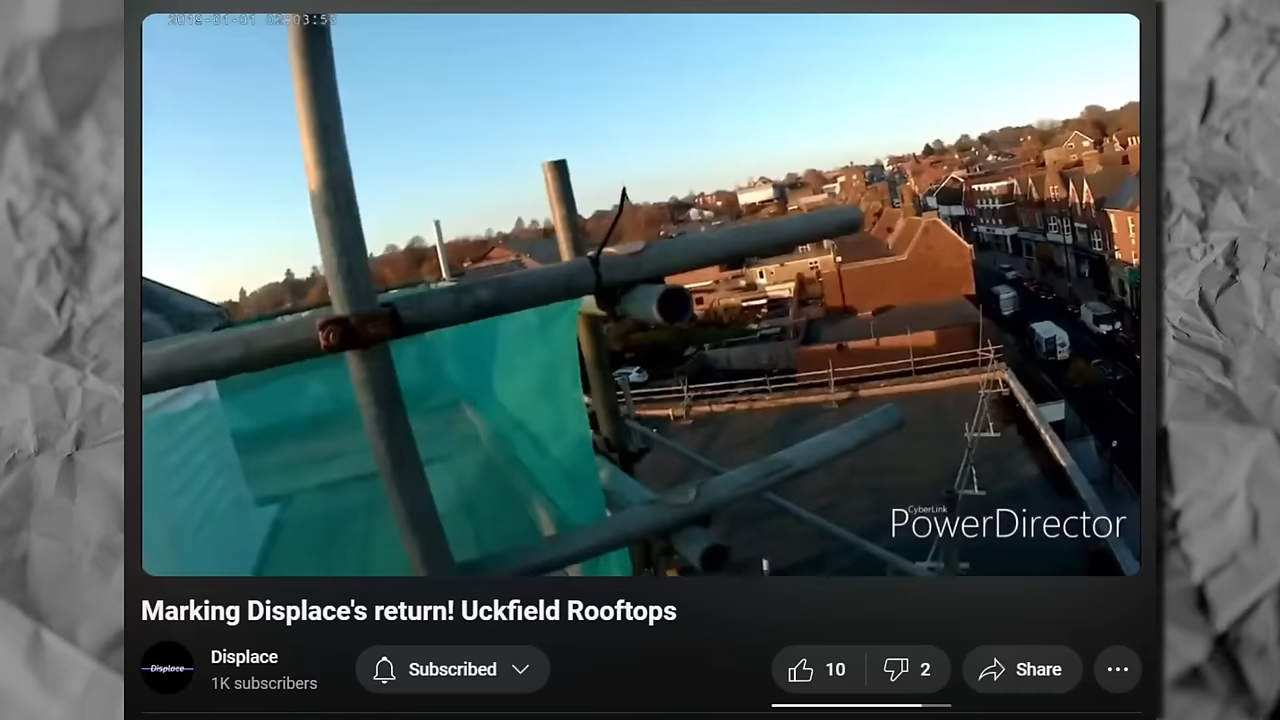 CyberLink
PowerDirector
Marking Displace's return! Uckfield Rooftops
Displace
Displace
1K subscribers
Subscribed
10
2
Share